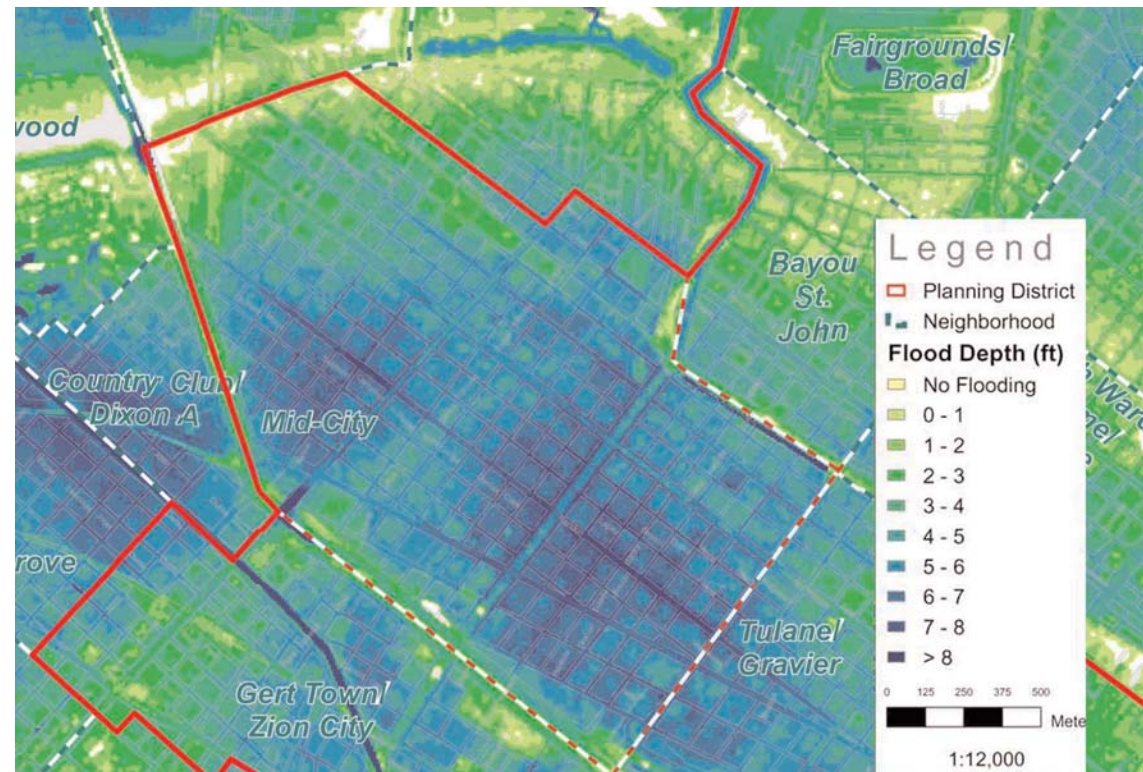 Fairgrounds/
Broad
wood
Bayou
St.
John
Country Club/
Dixon A
Mid-City
rove
Tulane/
Gravier
Gert Town/
Zion City
Legend
Planning District
Neighborhood
Flood Depth (ft)
No Flooding
0 - 1
1 - 2
2 - 3
3 - 4
4 - 5
5 - 6
6 - 7
7 - 8
> 8
0 125 250 375 500
Mete
1:12,000